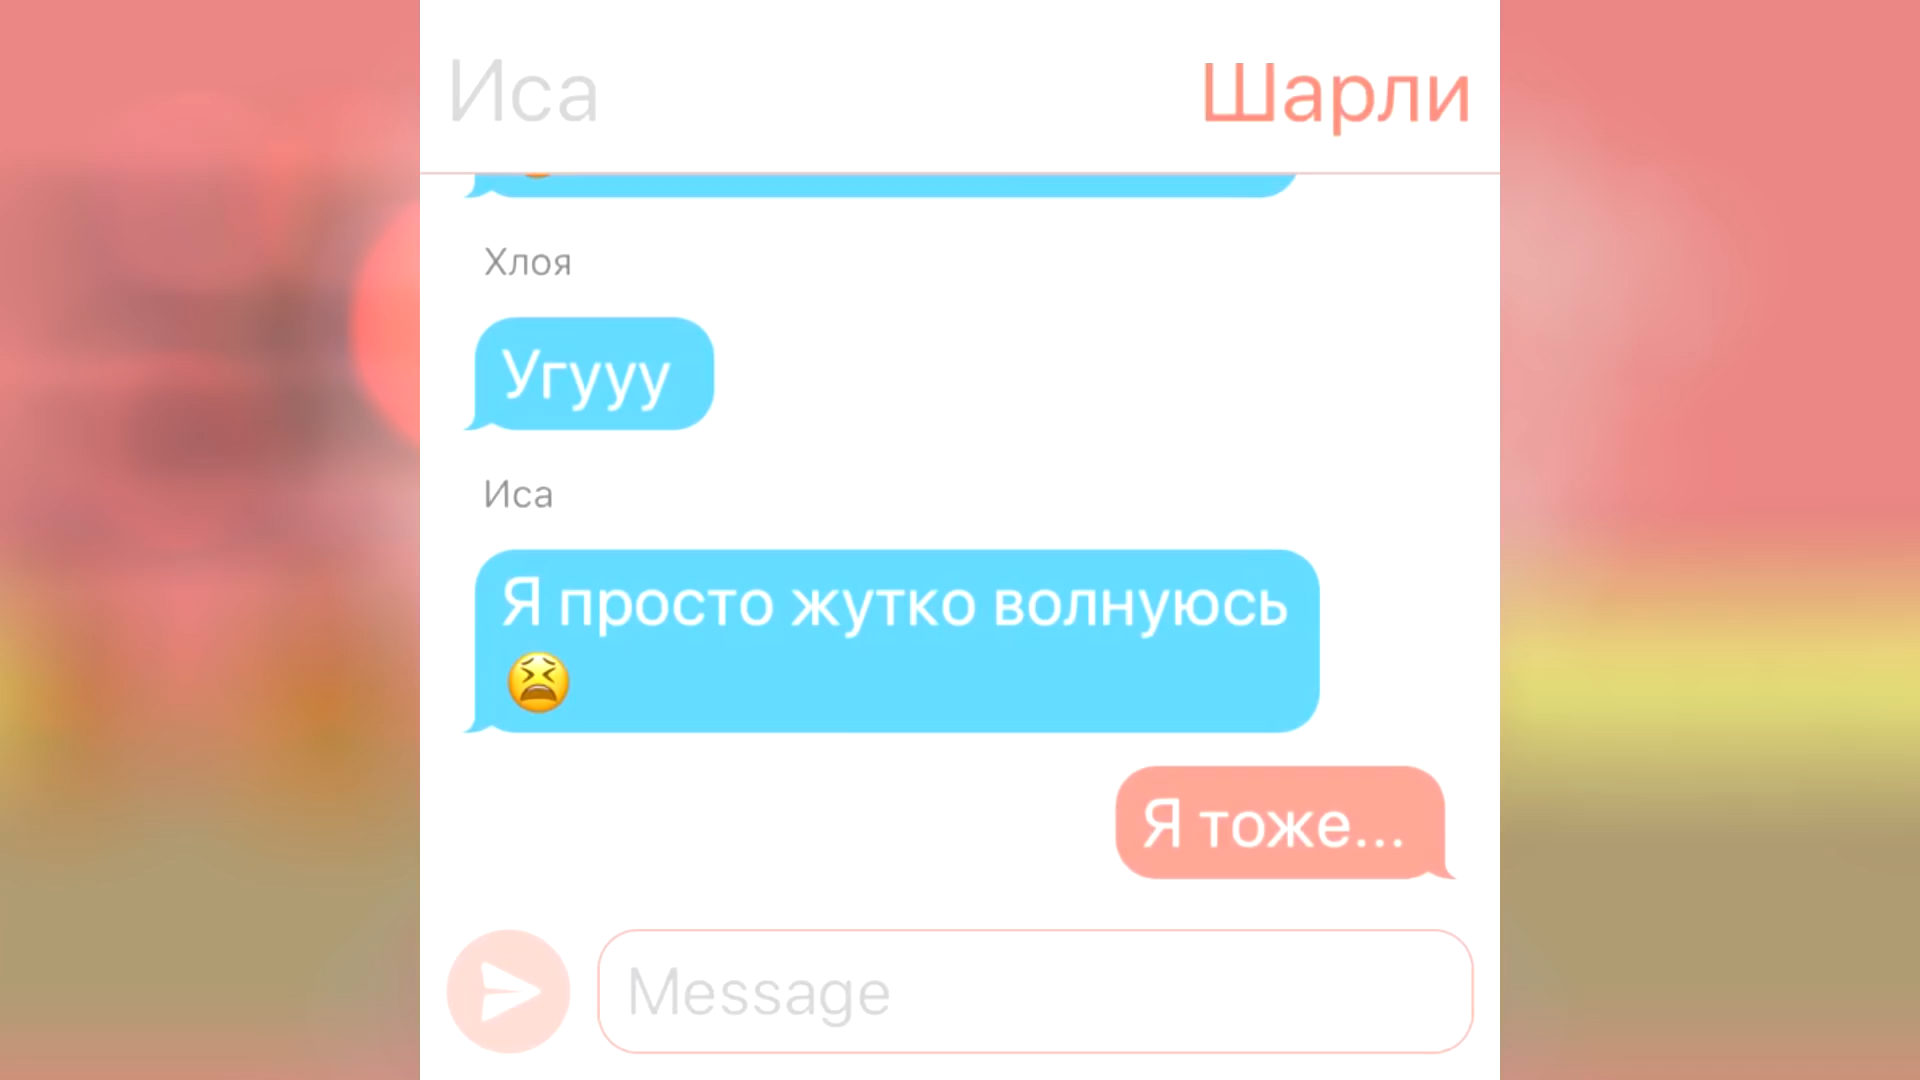 Иса
Шарли
Хлоя
Угууу
Иса
Я просто жутко волнуюсь
😫
Я тоже...
Message